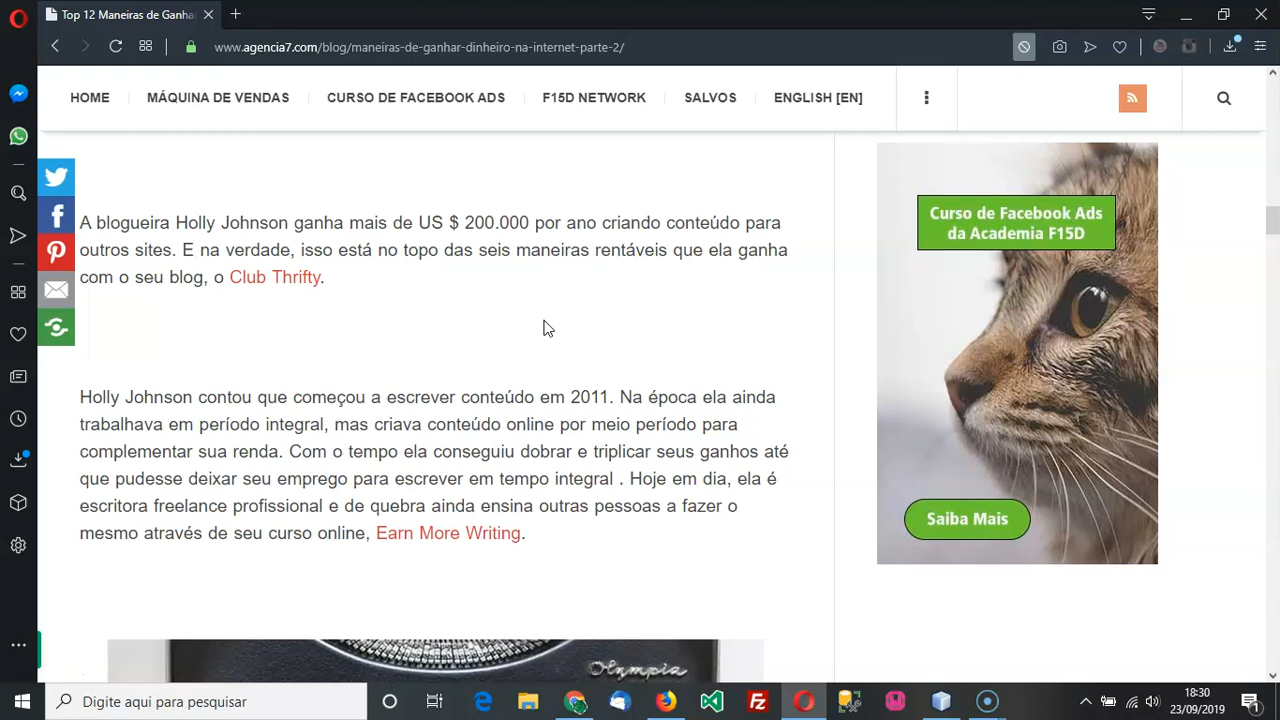 Top 12 Maneiras de Ganhar
www.agencia7.com/blog/maneiras-de-ganhar-dinheiro-na-internet-parte-2/
HOME
MÁQUINA DE VENDAS
CURSO DE FACEBOOK ADS
F15D NETWORK
SALVOS
ENGLISH [EN]
A blogueira Holly Johnson ganha mais de US $ 200.000 por ano criando conteúdo para
outros sites. E na verdade, isso esta no topo das seis maneiras rentáveis que ela ganha
com o seu blog, o Club Thrifty.
Holly Johnson contou que começou a escrever conteúdo em 2011. Na época ela ainda
trabalhava em período integral, mas criava conteúdo online por meio período para
complementar sua renda. Com o tempo ela conseguiu dobrar e triplicar seus ganhos até
que pudesse deixar seu emprego para escrever em tempo integral . Hoje em dia, ela é
escritora freelance profissional e de quebra ainda ensina outras pessoas a fazer o
mesmo através de seu curso online, Earn More Writing.
Olympia
Curso de Facebook Ads
da Academia F15D
Saiba Mais
Digite aqui para pesquisar
18:30
23/09/2019
1